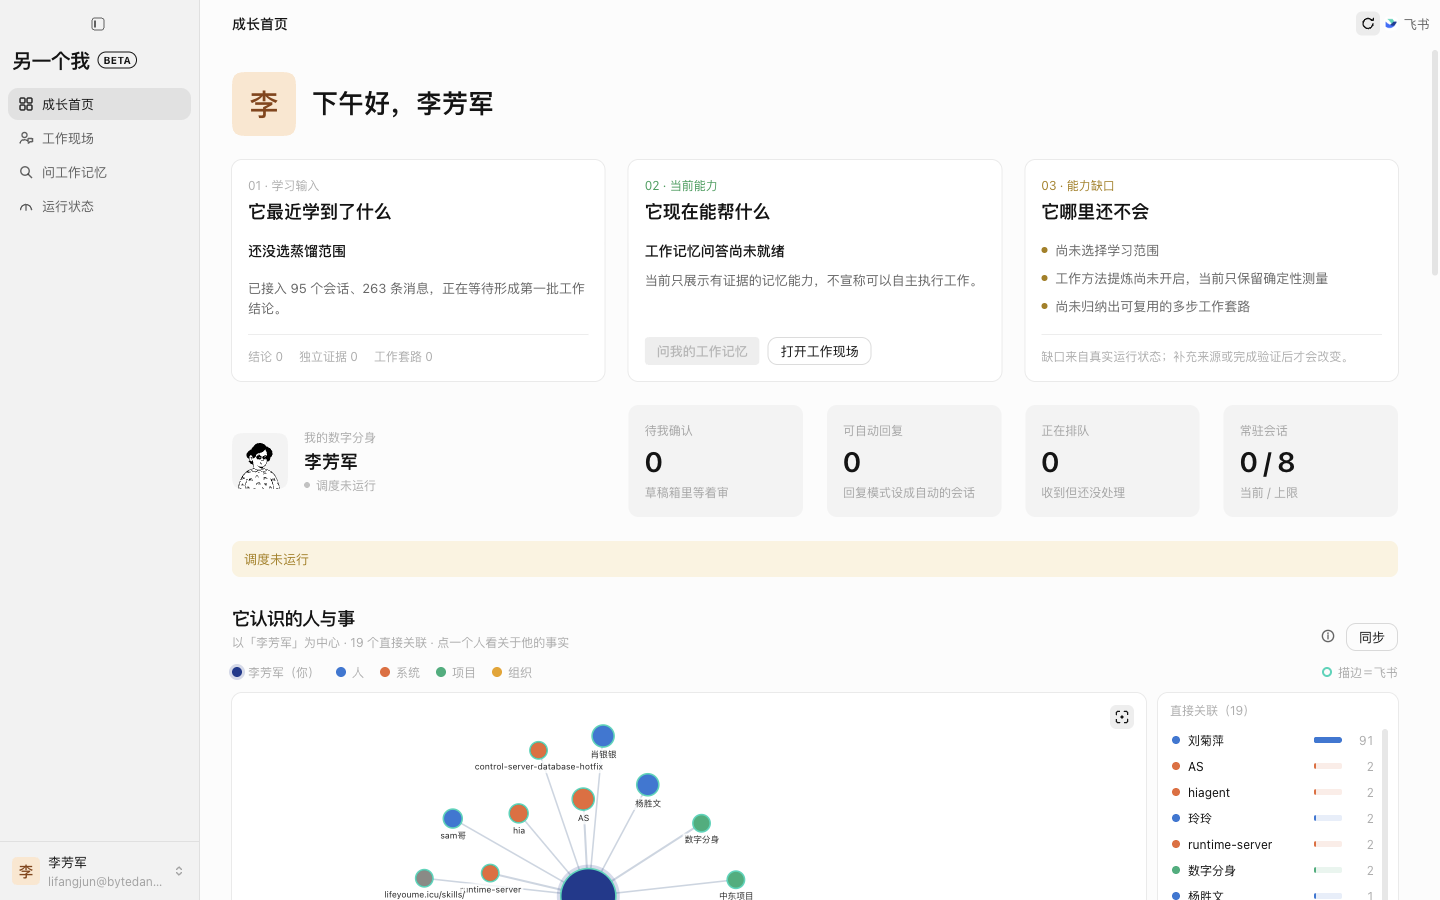 另一个我 BETA
成长首页
工作现场
问工作记忆
运行状态
李
李芳军
lifangjun@bytedan...
成长首页
飞书
李
下午好，李芳军
01 · 学习输入
它最近学到了什么
还没选蒸馏范围
已接入 95 个会话、263 条消息，正在等待形成第一批工作
结论。
结论 0 独立证据 0 工作套路 0
02 · 当前能力
它现在能帮什么
工作记忆问答尚未就绪
当前只展示有证据的记忆能力，不宣称可以自主执行工作。
问我的工作记忆
打开工作现场
03 · 能力缺口
它哪里还不会
尚未选择学习范围
工作方法提炼尚未开启，当前只保留确定性测量
尚未归纳出可复用的多步工作套路
缺口来自真实运行状态；补充来源或完成验证后才会改变。
我的数字分身
李芳军
调度未运行
待我确认
0
草稿箱里等着审
可自动回复
0
回复模式设成自动的会话
正在排队
0
收到但还没处理
常驻会话
0 / 8
当前 / 上限
调度未运行
它认识的人与事
以「李芳军」为中心 · 19 个直接关联 · 点一个人看关于他的事实
同步
李芳军（你） 人 系统 项目 组织
描边＝飞书
肖银银
control-server-database-hotfix
杨胜文
AS
hia
sam哥
数字分身
lifeyoume.icu/skills/
runtime-server
中东项目
直接关联（19）
刘菊萍 91
AS 2
hiagent 2
玲玲 2
runtime-server 2
数字分身 2
杨胜文 1